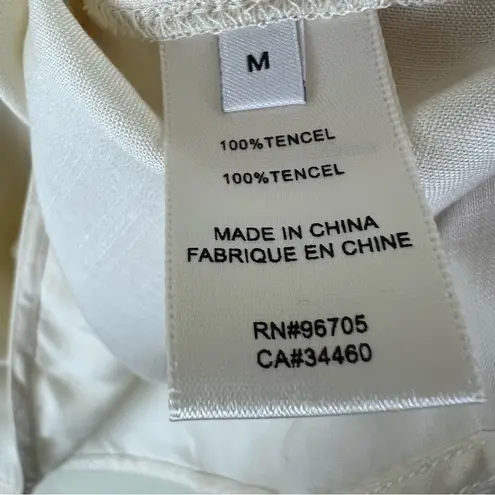 M
100%TENCEL
100%TENCEL
MADE IN CHINA
FABRIQUE EN CHINE
RN#96705
CA#34460